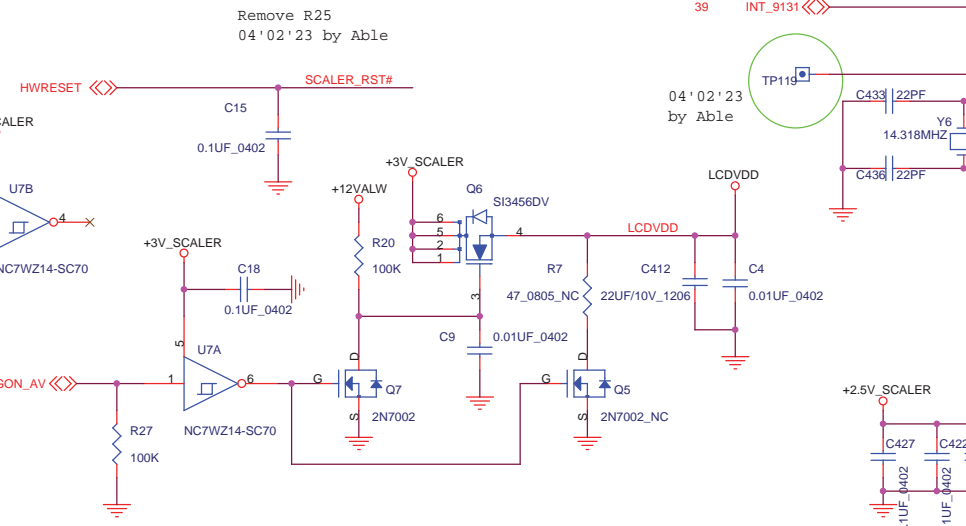 Remove R25
04'02'23 by Able
39 INT_9131
HWRESET
SCALER_RST#
TP119
C15
0.1UF_0402
04'02'23
by Able
C433 22PF
Y6
14.318MHZ
C436 22PF
CALER
U7B
4
NC7WZ14-SC70
+3V_SCALER
+12VALW
Q6
SI3456DV
6
5
2
1
4
3
LCDVDD
LCDVDD
+3V_SCALER
R20
100K
C18
0.1UF_0402
R7
47_0805_NC
C412
22UF/10V_1206
C4
0.01UF_0402
C9
0.01UF_0402
5
U7A
GON_AV
1
6
NC7WZ14-SC70
G
D
S
Q7
2N7002
G
D
S
Q5
2N7002_NC
R27
100K
+2.5V_SCALER
C427
.1UF_0402
C422
1UF_0402